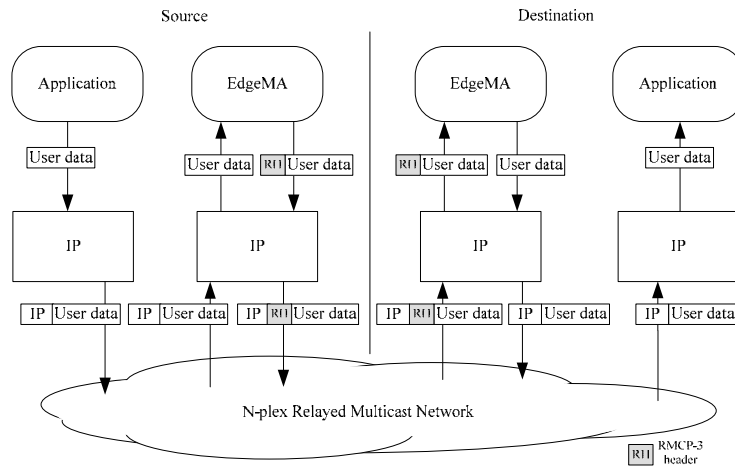 Source Destination
Application EdgeMA EdgeMA Application
User data User data RH User data RH User data User data User data
IP IP IP IP
IP User data IP User data IP RH User data IP RH User data IP User data IP User data
N-plex Relayed Multicast Network
RH RMCP-3 header